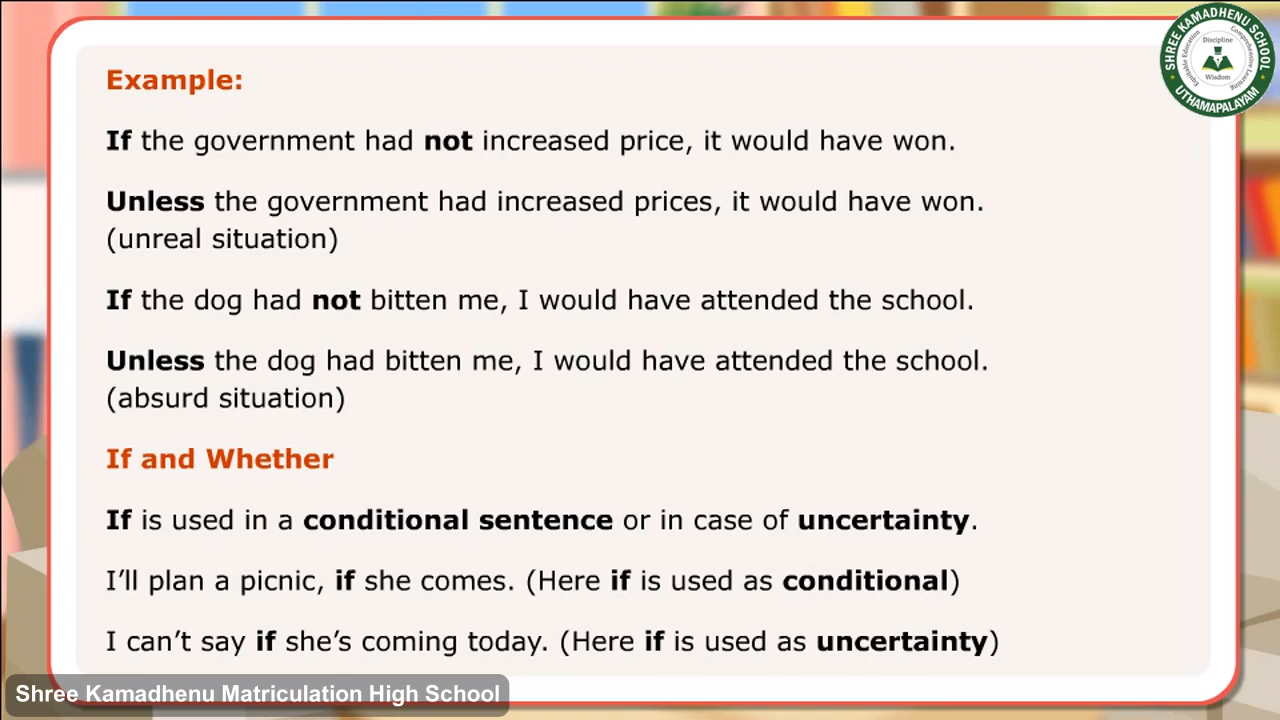 Example:
If the government had not increased price, it would have won.
Unless the government had increased prices, it would have won.
(unreal situation)
If the dog had not bitten me, I would have attended the school.
Unless the dog had bitten me, I would have attended the school.
(absurd situation)
If and Whether
If is used in a conditional sentence or in case of uncertainty.
I’ll plan a picnic, if she comes. (Here if is used as conditional)
I can’t say if she’s coming today. (Here if is used as uncertainty)
Shree Kamadhenu Matriculation High School
SHREE KAMADHENU SCHOOL
UTHAMAPALAYAM
Discipline
Comprehensive Learning
Wisdom
Equitable Education